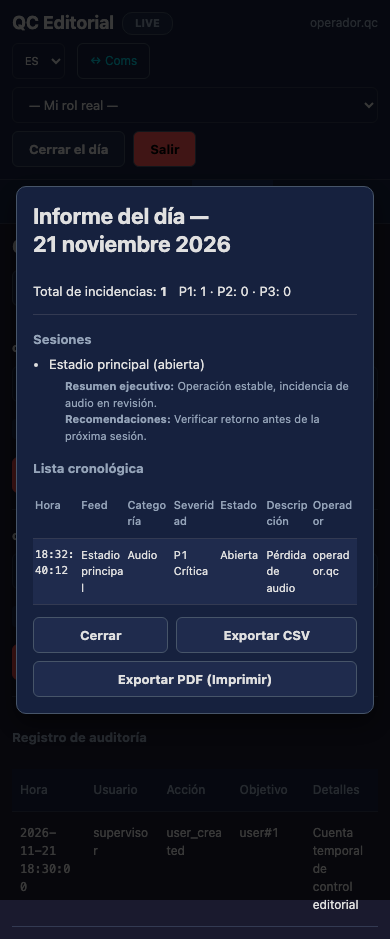 QC Editorial LIVE operador.qc
ES ↔ Coms
— Mi rol real —
Cerrar el día Salir
Informe del día —
21 noviembre 2026
Total de incidencias: 1 P1: 1 · P2: 0 · P3: 0
Sesiones
• Estadio principal (abierta)
Resumen ejecutivo: Operación estable, incidencia de
audio en revisión.
Recomendaciones: Verificar retorno antes de la
próxima sesión.
Lista cronológica
Hora Feed Catego Severid Estado Descrip Operad
ría ad ción or
18:32: Estadio Audio P1 Abierta Pérdida operad
40:12 principa Crítica de or.qc
l audio
Cerrar Exportar CSV
Exportar PDF (Imprimir)
Registro de auditoría
Hora Usuario Acción Objetivo Detalles
2026- superviso user_crea user#1 Cuenta
11-21 r ted temporal
18:30:0 de
0 control
editorial